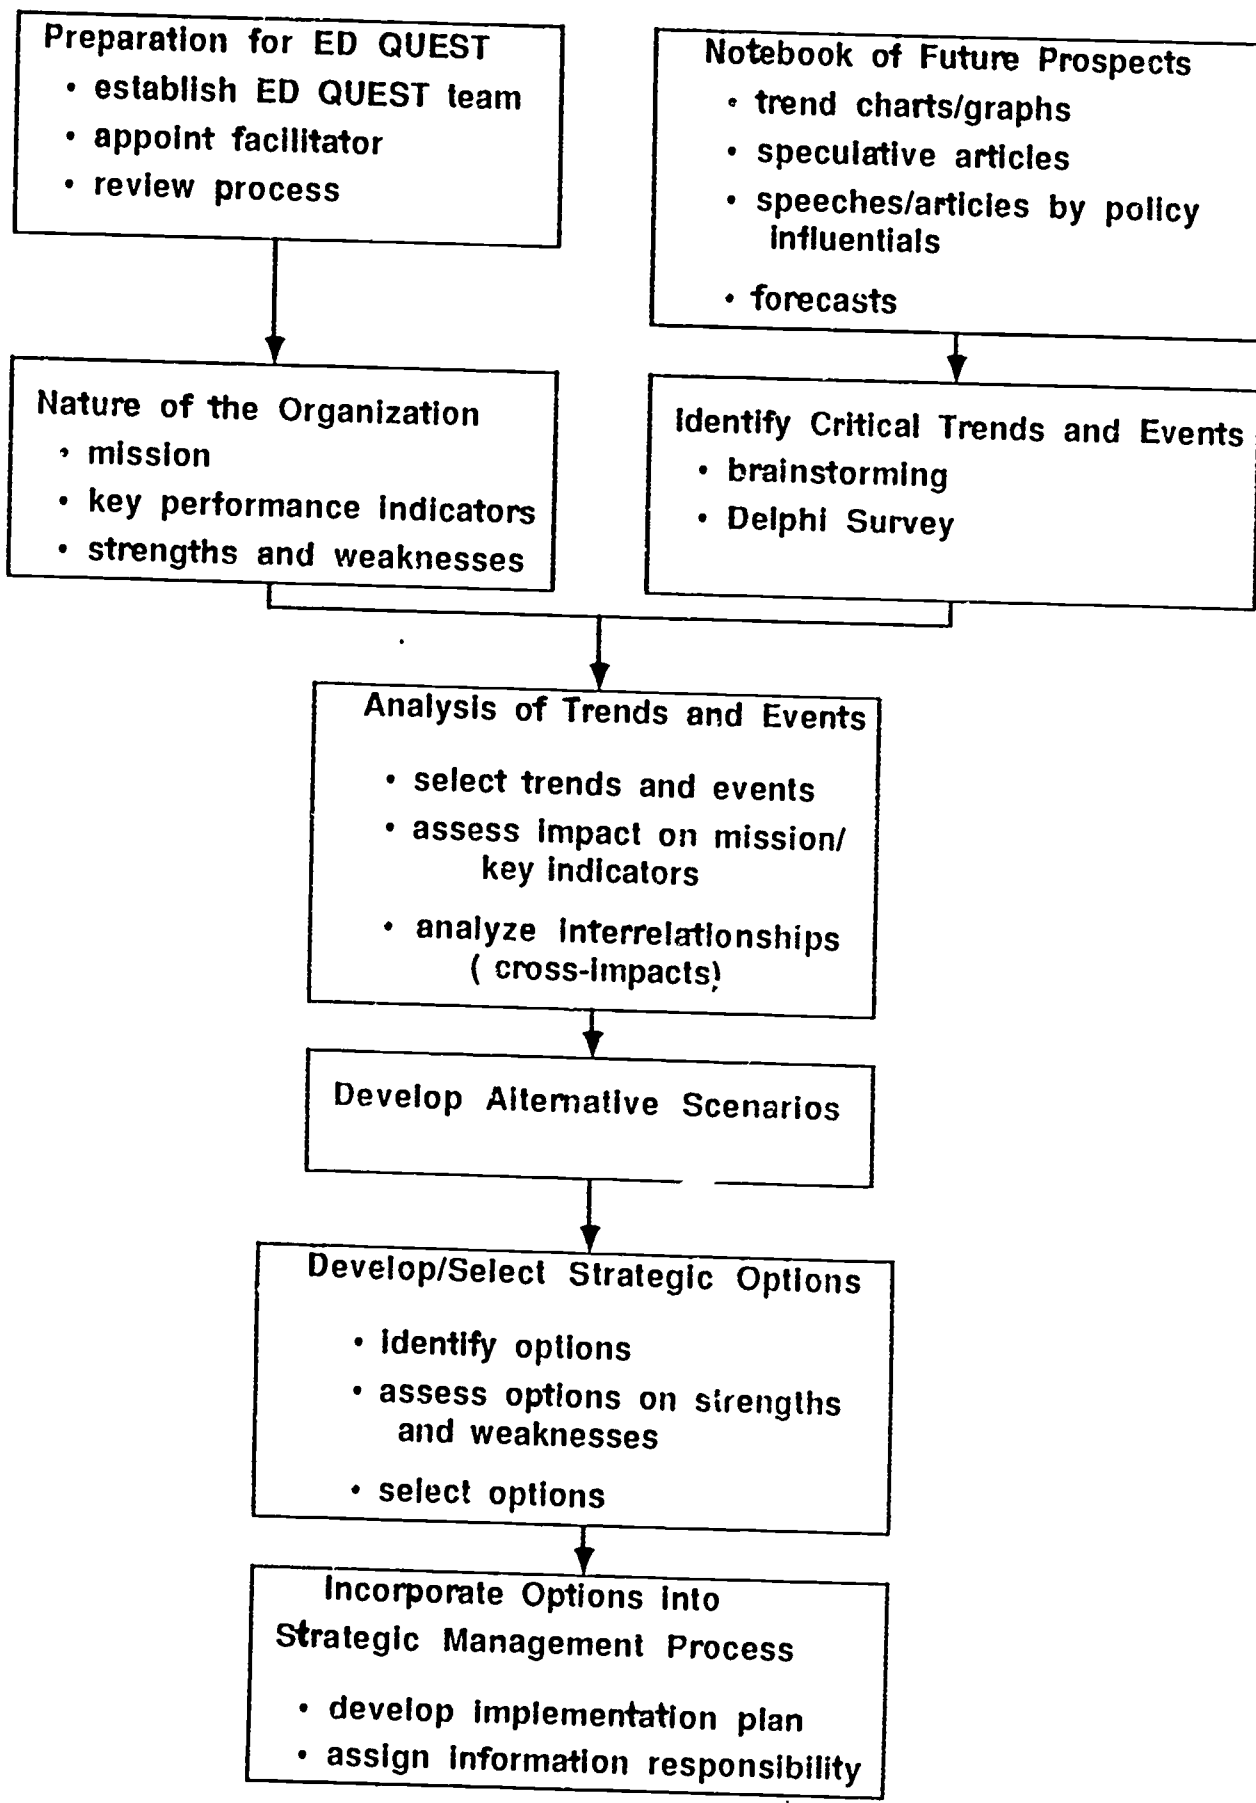 Preparation for ED QUEST
• establish ED QUEST team
• appoint facilitator
• review process
Notebook of Future Prospects
• trend charts/graphs
• speculative articles
• speeches/articles by policy
influentials
• forecasts
Nature of the Organization
• mission
• key performance indicators
• strengths and weaknesses
Identify Critical Trends and Events
• brainstorming
• Delphi Survey
Analysis of Trends and Events
• select trends and events
• assess impact on mission/
key indicators
• analyze interrelationships
( cross-impacts)
Develop Alternative Scenarios
Develop/Select Strategic Options
• identify options
• assess options on strengths
and weaknesses
• select options
Incorporate Options into
Strategic Management Process
• develop implementation plan
• assign information responsibility